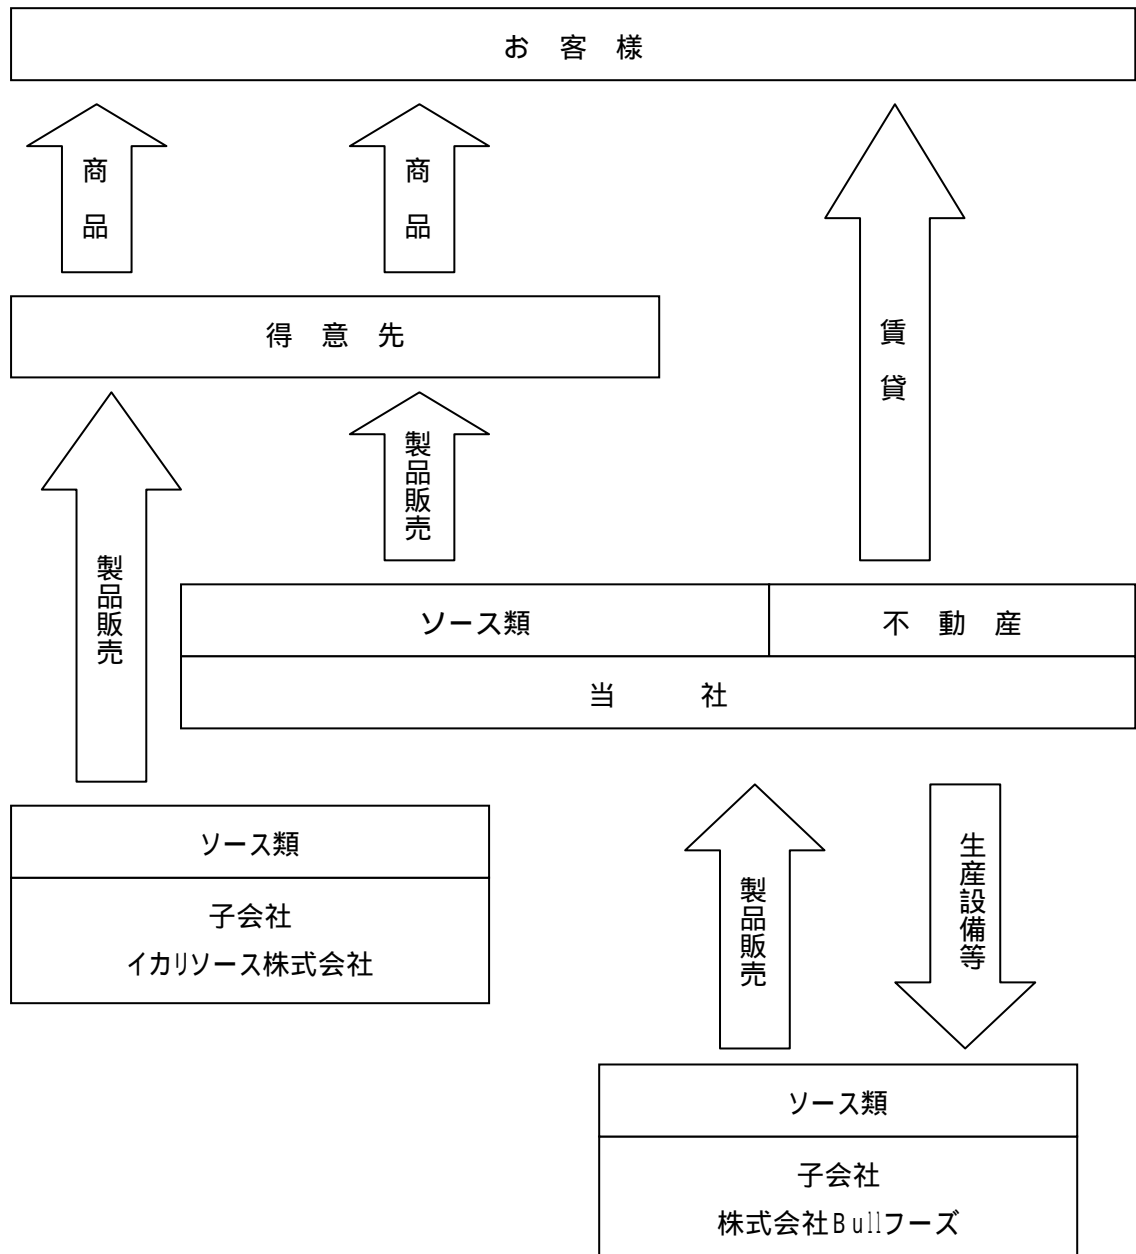 お 客 様
商品
商品
賃貸
得 意 先
製品販売
製品販売
ソース類
不 動 産
当 社
ソース類
子会社
イカリソース株式会社
製品販売
生産設備等
ソース類
子会社
株式会社Bullフーズ